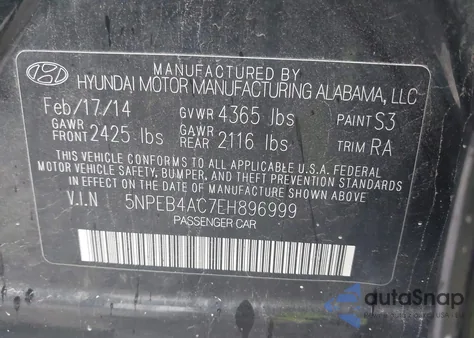 MANUFACTURED BY
HYUNDAI MOTOR MANUFACTURING ALABAMA, LLC
Feb/17/14 GVWR 4365 lbs PAINT S3
GAWR FRONT 2425 lbs GAWR REAR 2116 lbs TRIM RA
THIS VEHICLE CONFORMS TO ALL APPLICABLE U.S.A. FEDERAL
MOTOR VEHICLE SAFETY, BUMPER, AND THEFT PREVENTION STANDARDS
IN EFFECT ON THE DATE OF MANUFACTURE SHOWN ABOVE.
V.I.N 5NPEB4AC7EH896999
PASSENGER CAR
autoSnap